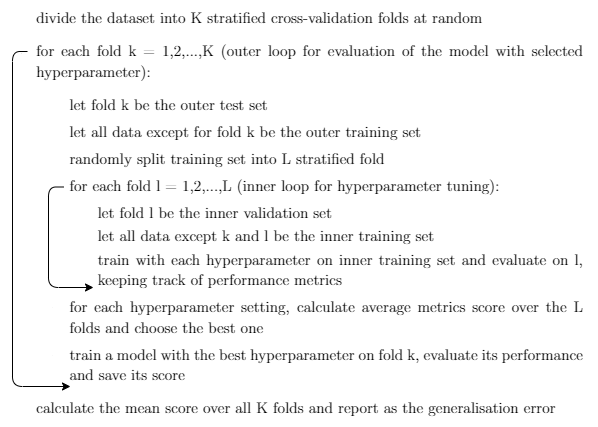 divide the dataset into K stratified cross-validation folds at random
for each fold k = 1,2,...,K (outer loop for evaluation of the model with selected
hyperparameter):
let fold k be the outer test set
let all data except for fold k be the outer training set
randomly split training set into L stratified fold
for each fold l = 1,2,...,L (inner loop for hyperparameter tuning):
let fold l be the inner validation set
let all data except k and l be the inner training set
train with each hyperparameter on inner training set and evaluate on l,
keeping track of performance metrics
for each hyperparameter setting, calculate average metrics score over the L
folds and choose the best one
train a model with the best hyperparameter on fold k, evaluate its performance
and save its score
calculate the mean score over all K folds and report as the generalisation error